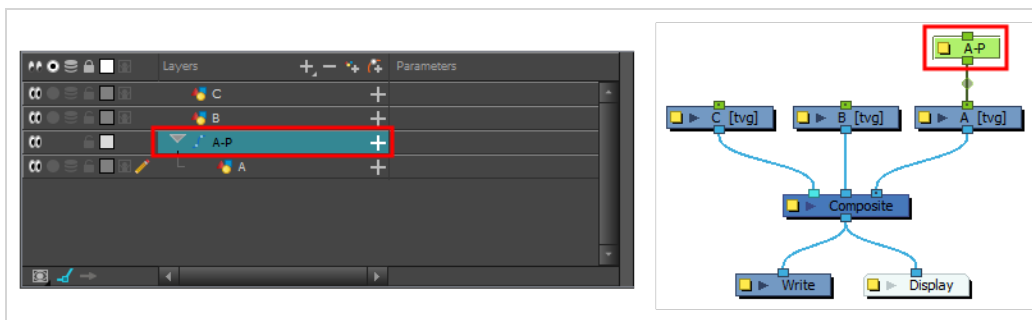 Layers Parameters
C
B
A-P
A
A-P
C [tvg] B [tvg] A [tvg]
Composite
Write Display